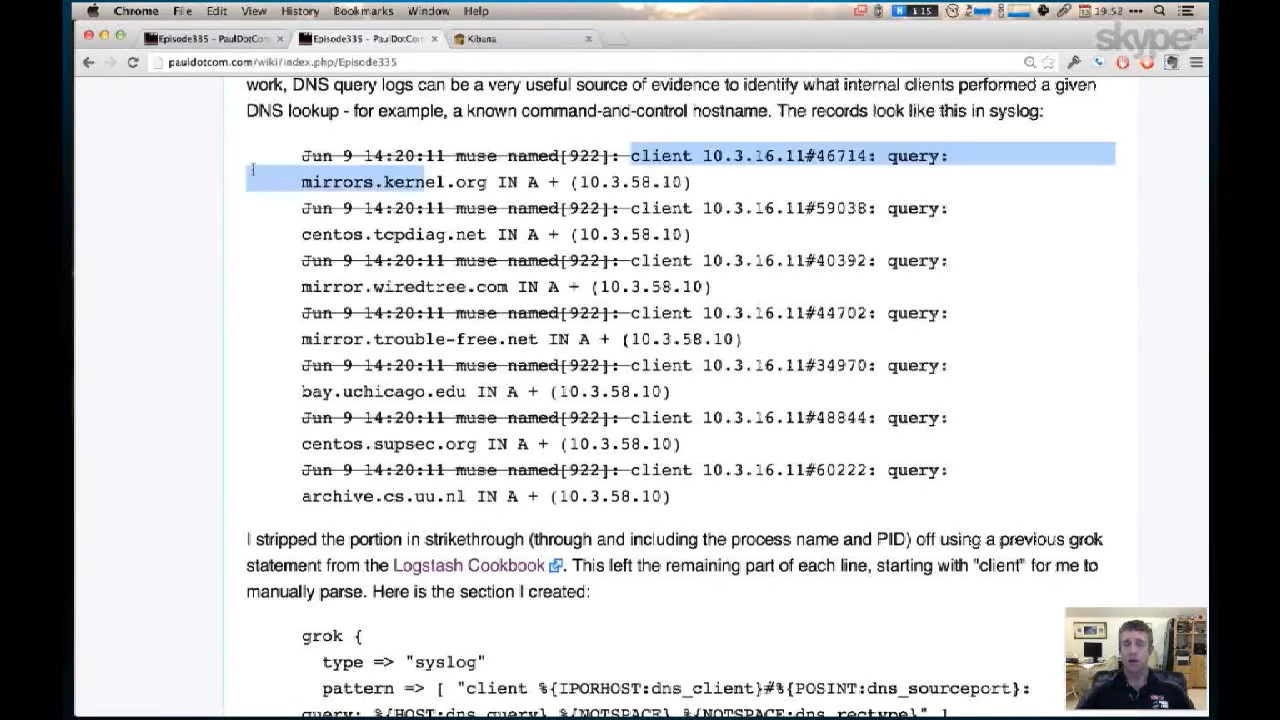 Chrome File Edit View History Bookmarks Window Help 1:15 19:52
skype
Episode335 - PaulDotCom Episode335 - PaulDotCom Kibana
pauldotcom.com/wiki/index.php/Episode335
work, DNS query logs can be a very useful source of evidence to identify what internal clients performed a given
DNS lookup - for example, a known command-and-control hostname. The records look like this in syslog:
Jun 9 14:20:11 muse named[922]: client 10.3.16.11#46714: query:
mirrors.kernel.org IN A + (10.3.58.10)
Jun 9 14:20:11 muse named[922]: client 10.3.16.11#59038: query:
centos.tcpdiag.net IN A + (10.3.58.10)
Jun 9 14:20:11 muse named[922]: client 10.3.16.11#40392: query:
mirror.wiredtree.com IN A + (10.3.58.10)
Jun 9 14:20:11 muse named[922]: client 10.3.16.11#44702: query:
mirror.trouble-free.net IN A + (10.3.58.10)
Jun 9 14:20:11 muse named[922]: client 10.3.16.11#34970: query:
bay.uchicago.edu IN A + (10.3.58.10)
Jun 9 14:20:11 muse named[922]: client 10.3.16.11#48844: query:
centos.supsec.org IN A + (10.3.58.10)
Jun 9 14:20:11 muse named[922]: client 10.3.16.11#60222: query:
archive.cs.uu.nl IN A + (10.3.58.10)
I stripped the portion in strikethrough (through and including the process name and PID) off using a previous grok
statement from the Logstash Cookbook. This left the remaining part of each line, starting with "client" for me to
manually parse. Here is the section I created:
grok {
type => "syslog"
pattern => [ "client %{IPORHOST:dns_client}#%{POSINT:dns_sourceport}:
query: %{HOST:dns_query} %{NOTSPACE} %{NOTSPACE:dns_rectype}" ]